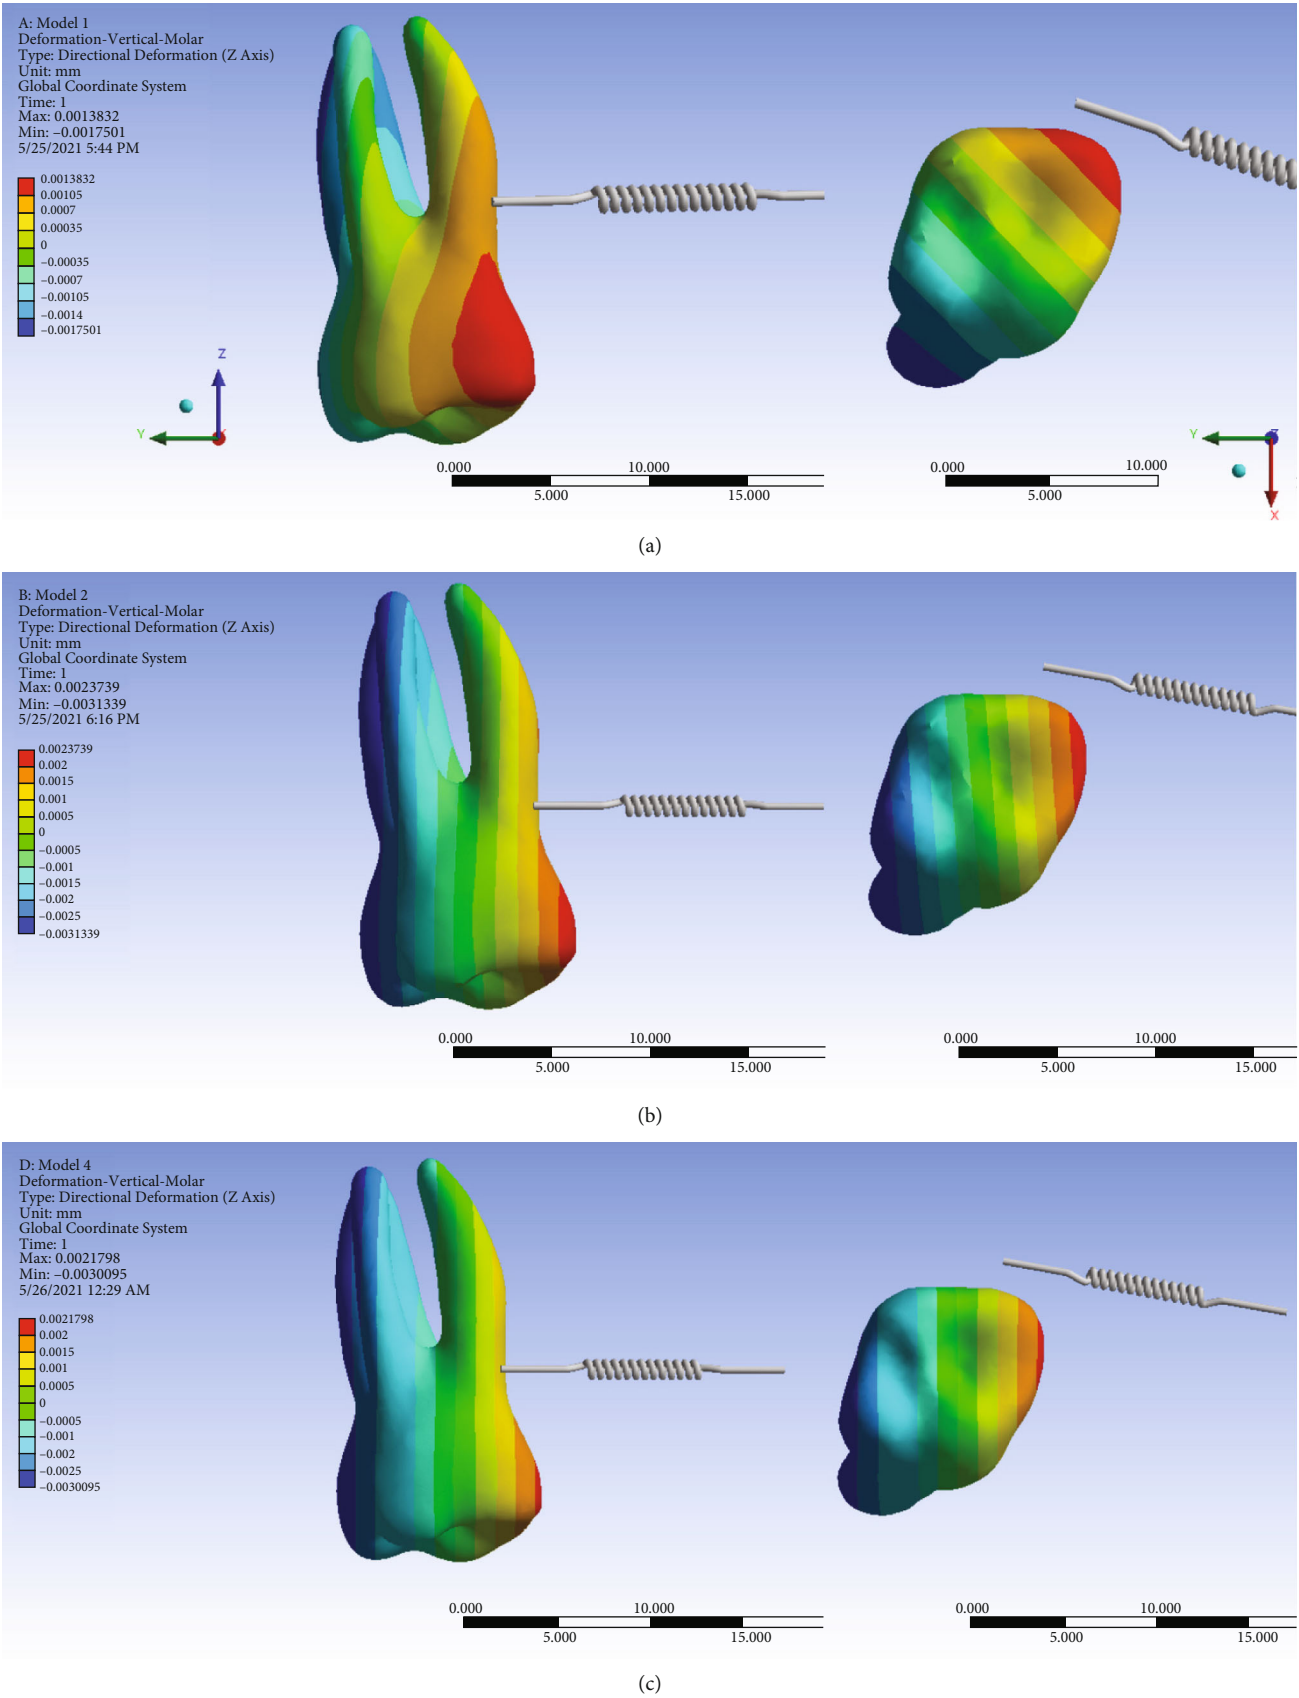 A: Model 1
Deformation-Vertical-Molar
Type: Directional Deformation (Z Axis)
Unit: mm
Global Coordinate System
Time: 1
Max: 0.0013832
Min: –0.0017501
5/25/2021 5:44 PM
0.0013832
0.00105
0.0007
0.00035
0
–0.00035
–0.0007
–0.00105
–0.0014
–0.0017501
Z
Y
X
0.000 10.000
5.000 15.000
0.000 10.000
5.000
Y
Z
X
(a)
B: Model 2
Deformation-Vertical-Molar
Type: Directional Deformation (Z Axis)
Unit: mm
Global Coordinate System
Time: 1
Max: 0.0023739
Min: –0.0031339
5/25/2021 6:16 PM
0.0023739
0.002
0.0015
0.001
0.0005
0
–0.0005
–0.001
–0.0015
–0.002
–0.0025
–0.0031339
0.000 10.000
5.000 15.000
0.000 10.000
5.000 15.000
(b)
D: Model 4
Deformation-Vertical-Molar
Type: Directional Deformation (Z Axis)
Unit: mm
Global Coordinate System
Time: 1
Max: 0.0021798
Min: –0.0030095
5/26/2021 12:29 AM
0.0021798
0.002
0.0015
0.001
0.0005
0
–0.0005
–0.001
–0.002
–0.0025
–0.0030095
0.000 10.000
5.000 15.000
0.000 10.000
5.000 15.000
(c)